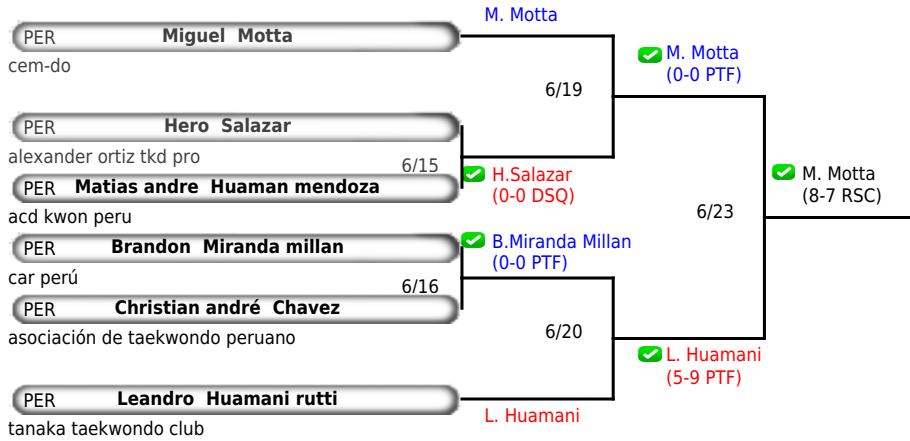 M. Motta
PER Miguel Motta
cem-do
M. Motta
(0-0 PTF)
6/19
PER Hero Salazar
alexander ortiz tkd pro
6/15
H.Salazar
(0-0 DSQ)
M. Motta
(8-7 RSC)
PER Matias andre Huaman mendoza
acd kwon peru
6/23
PER Brandon Miranda millan
B.Miranda Millan
(0-0 PTF)
car perú
6/16
PER Christian andré Chavez
asociación de taekwondo peruano
6/20
L. Huamani
(5-9 PTF)
PER Leandro Huamani rutti
L. Huamani
tanaka taekwondo club